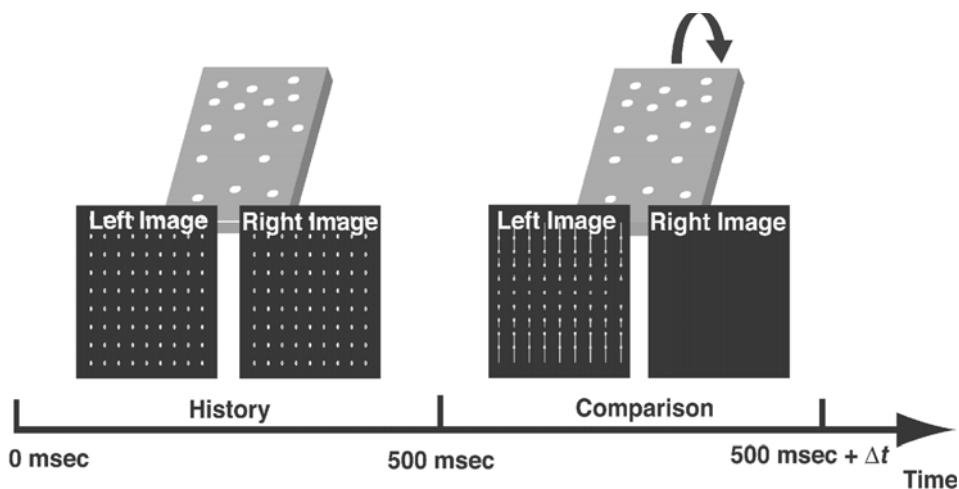 Left Image
Right Image
Left Image
Right Image
History
Comparison
0 msec
500 msec
500 msec + Δt
Time